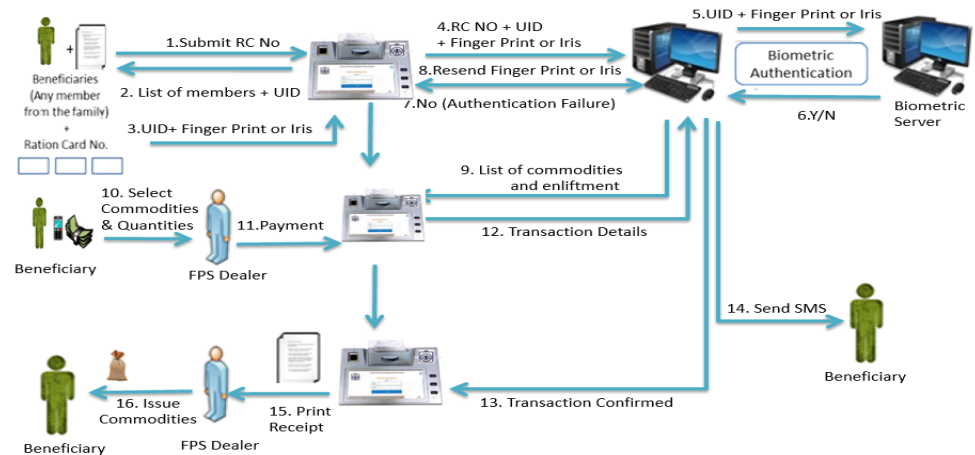 1.Submit RC No
4.RC NO + UID
+ Finger Print or Iris
5.UID + Finger Print or Iris
Biometric
Authentication
8.Resend Finger Print or Iris
7.No (Authentication Failure)
6.Y/N
Biometric
Server
Beneficiaries
(Any member
from the family)
+
Ration Card No.
+
2. List of members + UID
3.UID+ Finger Print or Iris
9. List of commodities
and enliftment
10. Select
Commodities
& Quantities
11.Payment
12. Transaction Details
Beneficiary
FPS Dealer
14. Send SMS
Beneficiary
13. Transaction Confirmed
15. Print
Receipt
16. Issue
Commodities
FPS Dealer
Beneficiary